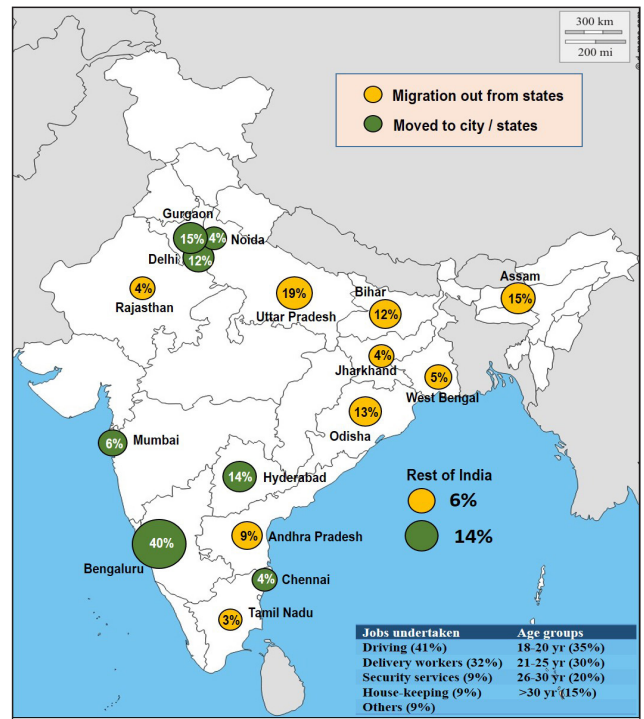 300 km
200 mi
Migration out from states
Moved to city / states
Gurgaon
15%
4%
Noida
Delhi
12%
4%
Rajasthan
19%
Uttar Pradesh
Bihar
12%
Assam
15%
4%
Jharkhand
5%
West Bengal
13%
Odisha
6%
Mumbai
14%
Hyderabad
Rest of India
6%
14%
9%
Andhra Pradesh
40%
Bengaluru
4%
Chennai
3%
Tamil Nadu
Jobs undertaken Age groups
Driving (41%) 18-20 yr (35%)
Delivery workers (32%) 21-25 yr (30%)
Security services (9%) 26-30 yr (20%)
House-keeping (9%) >30 yr (15%)
Others (9%)